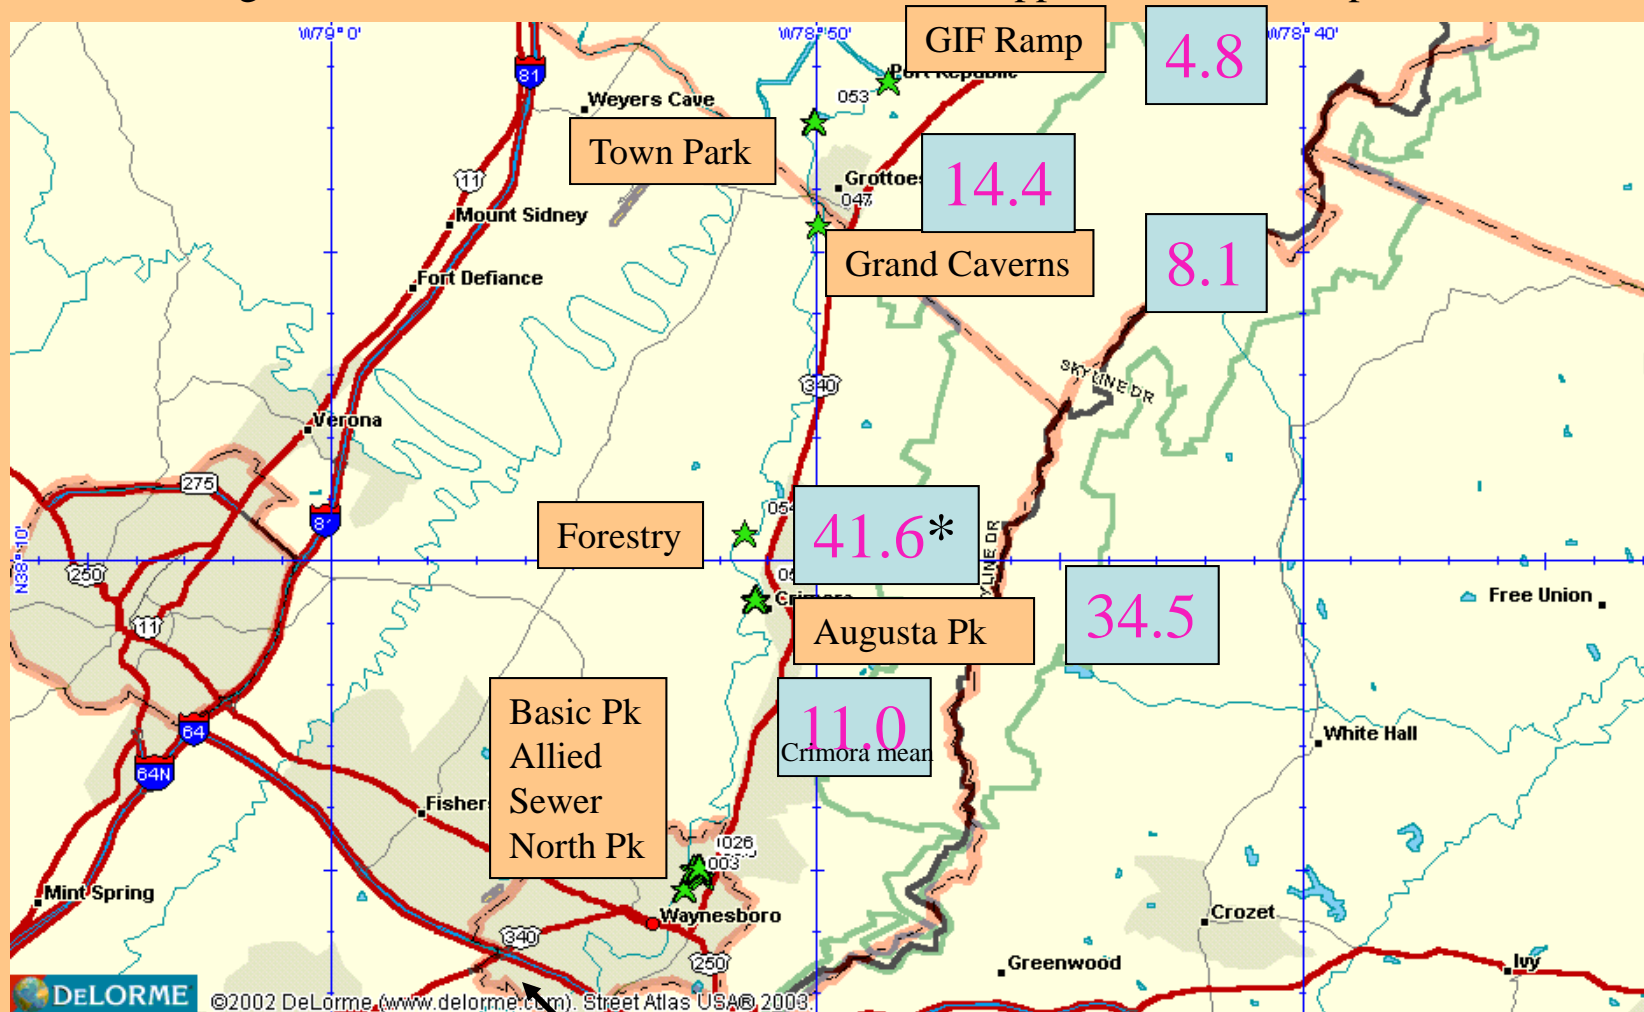 W79° 0'
W78° 50'
W78° 40'
GIF Ramp
4.8
81
Weyers Cave
Port Republic
053
Town Park
14.4
11
Grottoes
047
Mount Sidney
Grand Caverns
8.1
Fort Defiance
340
SKYLINE DR
Verona
275
81
Forestry
41.6*
N38° 10'
250
Crimora
34.5
Free Union
11
Augusta Pk
Basic Pk
Allied
Sewer
North Pk
11.0
Crimora mean
64
64N
White Hall
Fishers
1026
003
Mint Spring
Waynesboro
Crozet
340
250
Greenwood
Ivy
DELORME
©2002 DeLorme (www.delorme.com). Street Atlas USA® 2003.